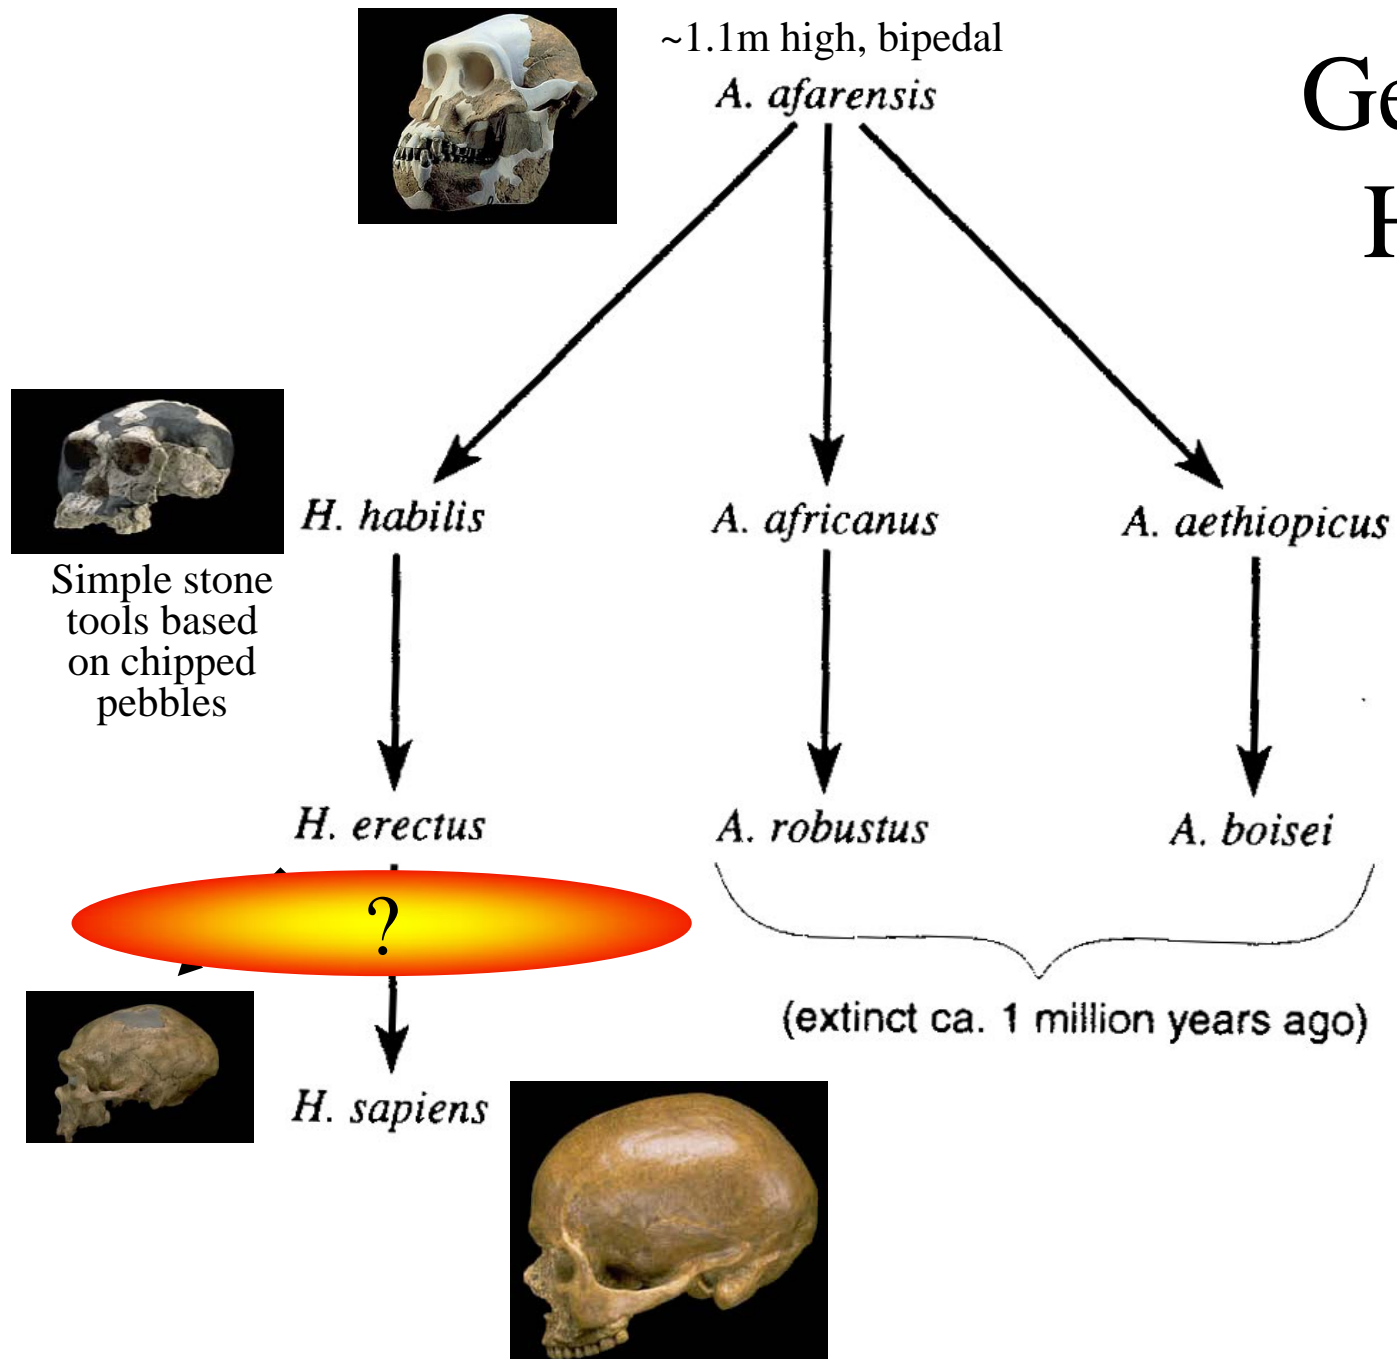 ~1.1m high, bipedal
A. afarensis
Ge
H
H. habilis
A. africanus
A. aethiopicus
Simple stone
tools based
on chipped
pebbles
H. erectus
A. robustus
A. boisei
?
(extinct ca. 1 million years ago)
H. sapiens